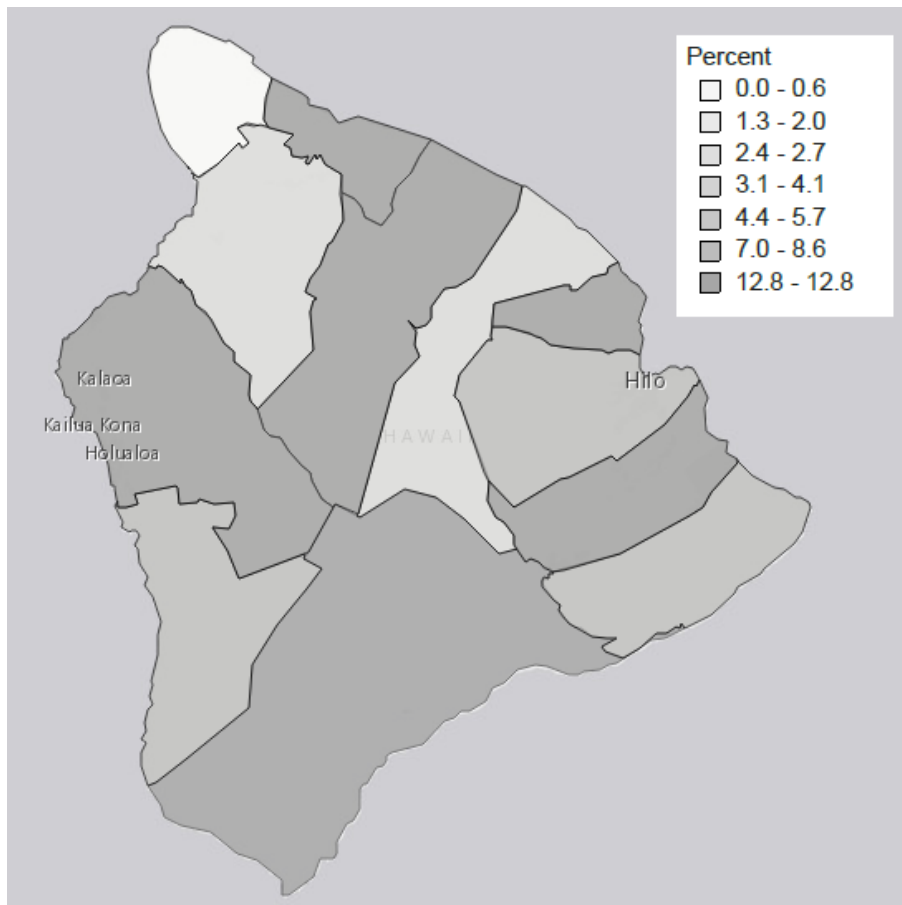 Percent
0.0 - 0.6
1.3 - 2.0
2.4 - 2.7
3.1 - 4.1
4.4 - 5.7
7.0 - 8.6
12.8 - 12.8
Kalaoa
Hilo
Kailua Kona
HAWAI
Holualoa